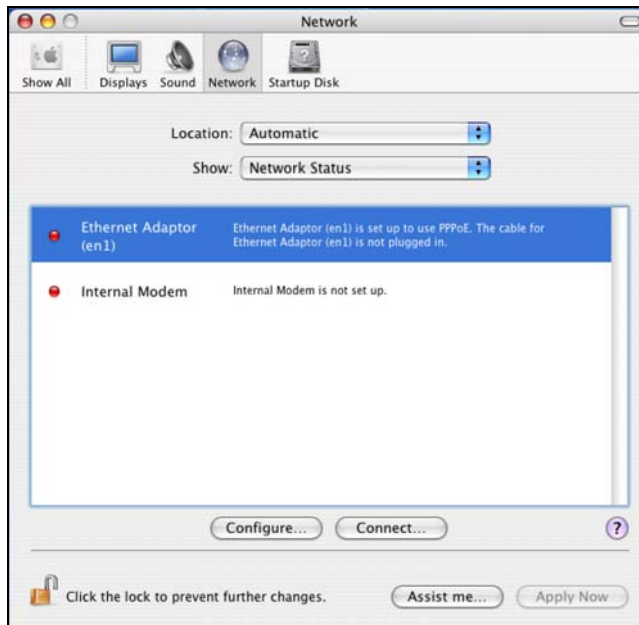 Network
Show All Displays Sound Network Startup Disk
Location: Automatic
Show: Network Status
Ethernet Adaptor (en1) is set up to use PPPoE. The cable for
Ethernet Adaptor
(en1)
Ethernet Adaptor (en1) is not plugged in.
Internal Modem Internal Modem is not set up.
Configure... Connect... ?
Click the lock to prevent further changes. Assist me... Apply Now